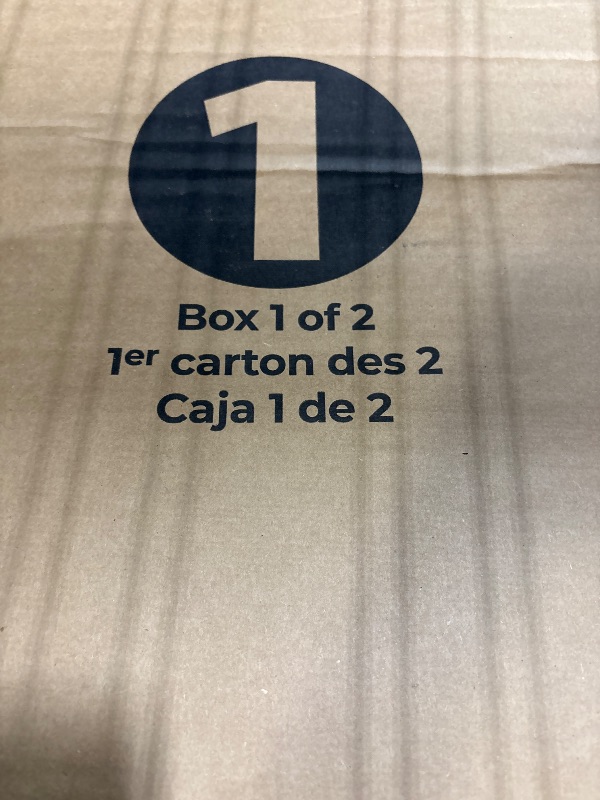 1
Box 1 of 2
1er carton des 2
Caja 1 de 2